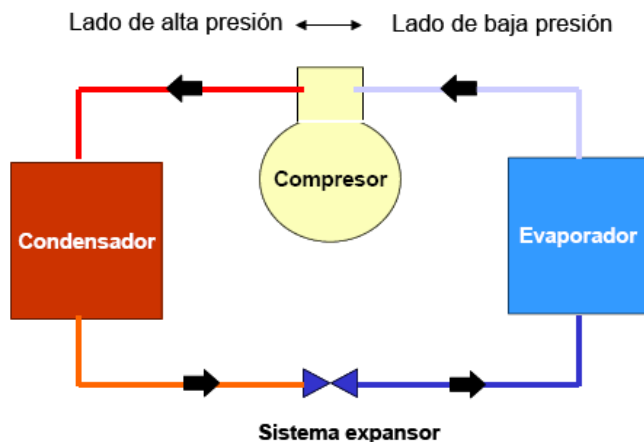 Lado de alta presión
Lado de baja presión
Compresor
Condensador
Evaporador
Sistema expansor